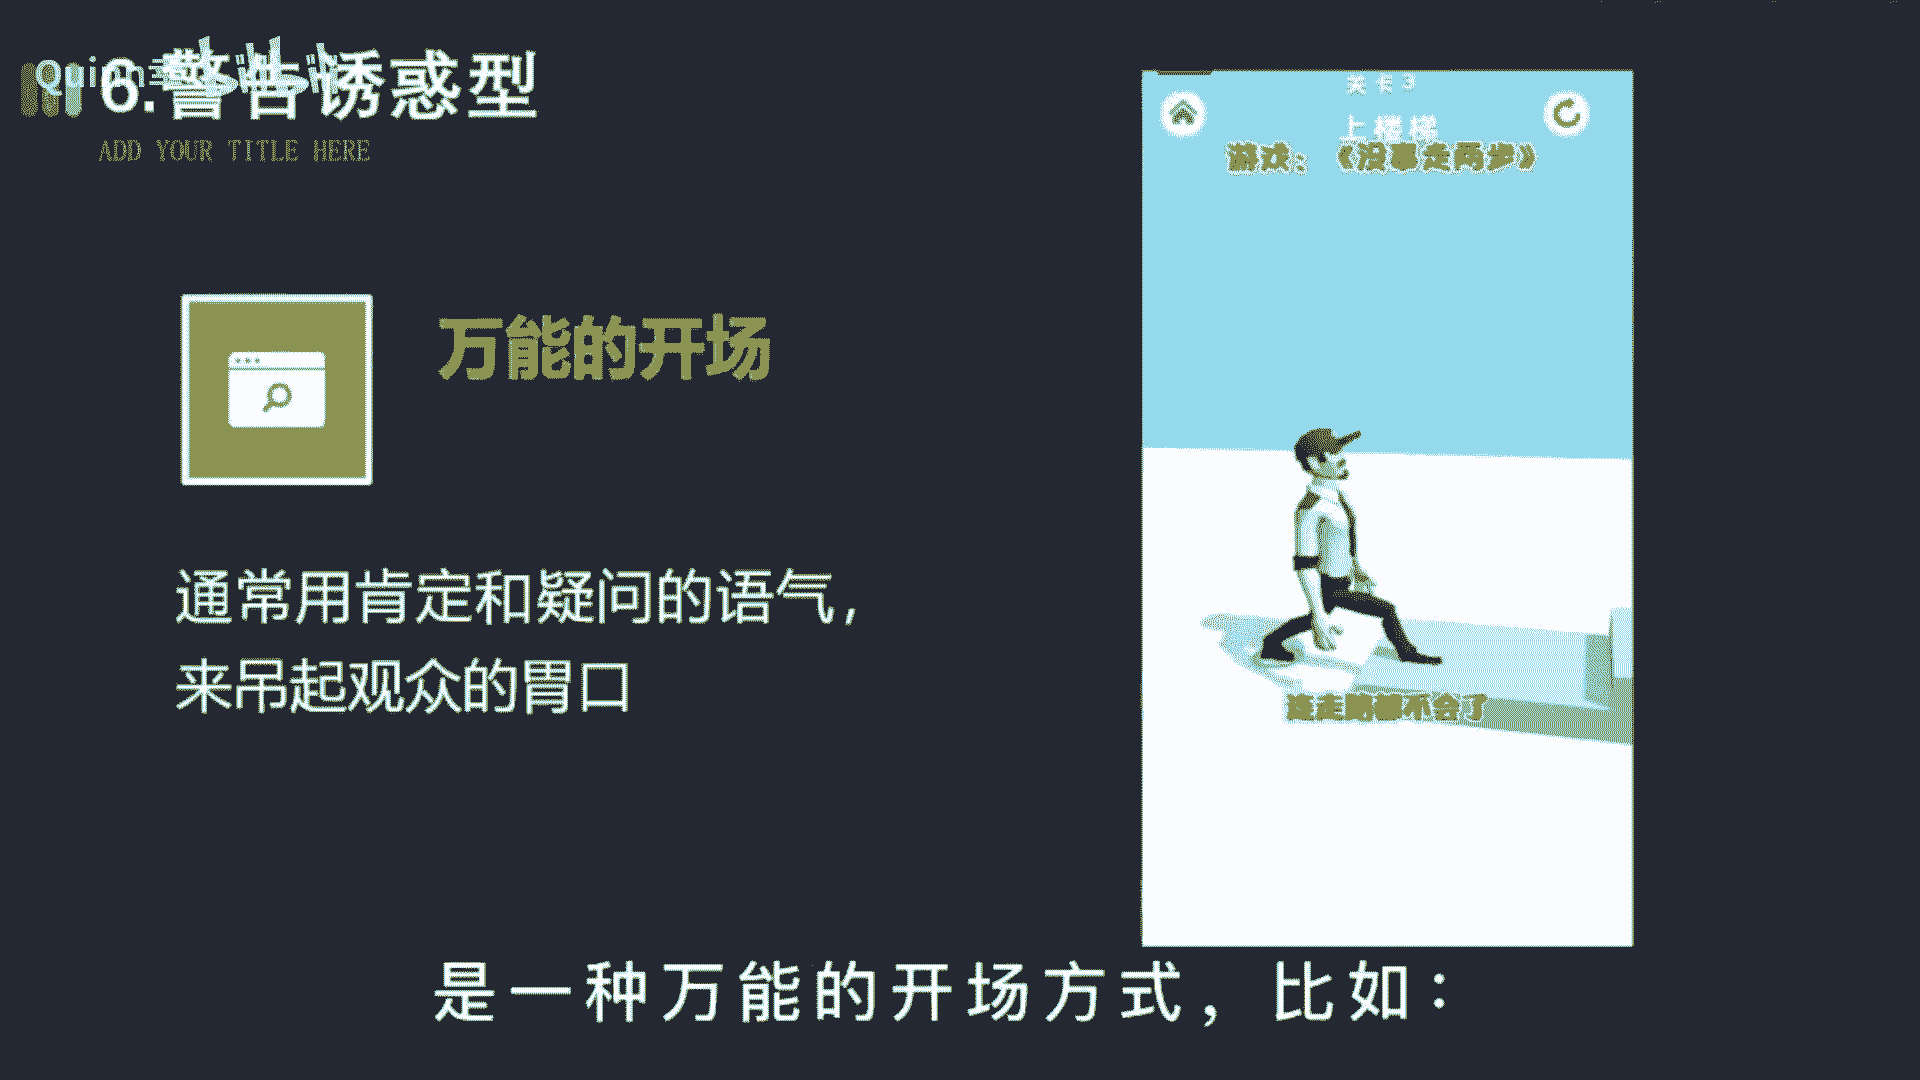 6.警告诱惑型
ADD YOUR TITLE HERE
万能的开场
通常用肯定和疑问的语气，
来吊起观众的胃口
关卡 3
上楼梯
游戏：《没事走两步》
连走路都不会了
是一种万能的开场方式，比如：